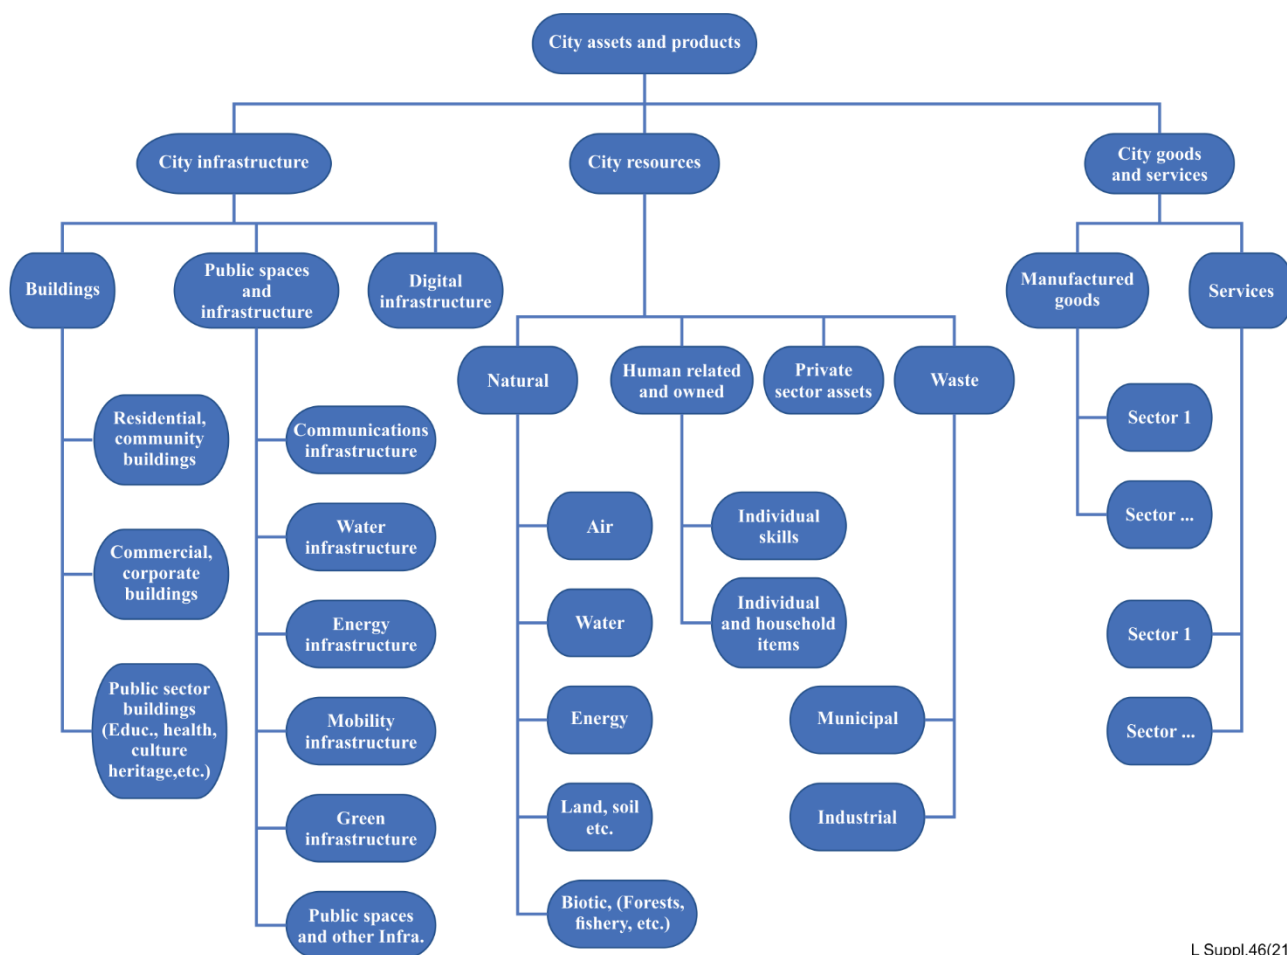 City assets and products
City infrastructure
City resources
City goods
and services
Buildings
Public spaces
and
infrastructure
Digital
infrastructure
Manufactured
goods
Services
Natural
Human related
and owned
Private
sector assets
Waste
Residential,
community
buildings
Commercial,
corporate
buildings
Public sector
buildings
(Educ., health,
culture
heritage,etc.)
Communications
infrastructure
Water
infrastructure
Energy
infrastructure
Mobility
infrastructure
Green
infrastructure
Public spaces
and other Infra.
Air
Water
Energy
Land, soil
etc.
Biotic, (Forests,
fishery, etc.)
Individual
skills
Individual
and household
items
Municipal
Industrial
Sector 1
Sector ...
Sector 1
Sector ...
L Suppl.46(21